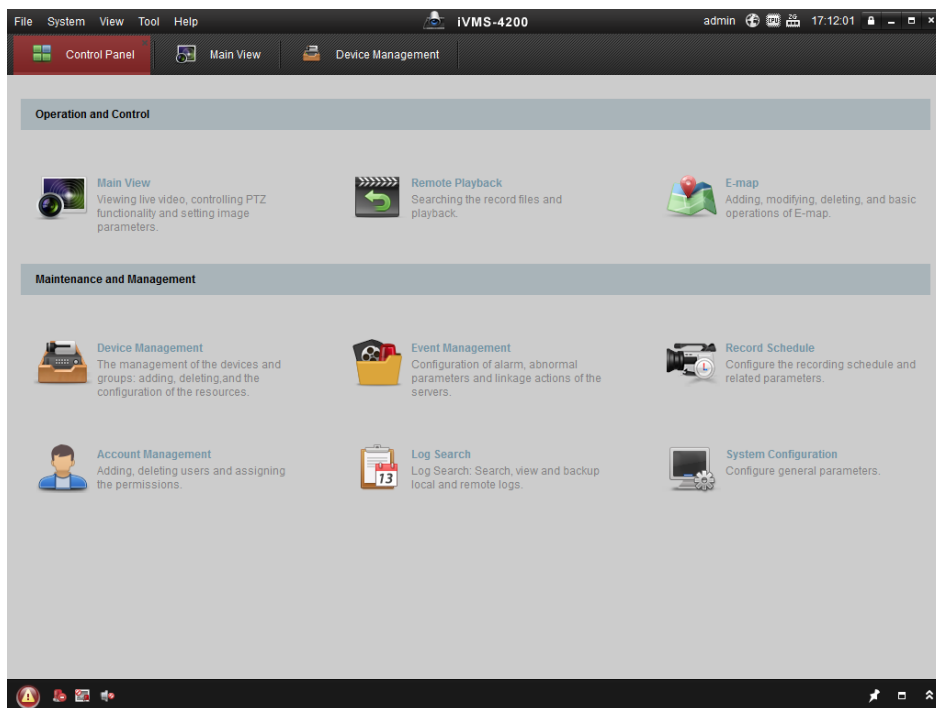 File System View Tool Help iVMS-4200 admin CPU 2G 17:12:01
Control Panel Main View Device Management
Operation and Control
Main View
Viewing live video, controlling PTZ
functionality and setting image
parameters.
Remote Playback
Searching the record files and
playback.
E-map
Adding, modifying, deleting, and basic
operations of E-map.
Maintenance and Management
Device Management
The management of the devices and
groups: adding, deleting,and the
configuration of the resources.
Event Management
Configuration of alarm, abnormal
parameters and linkage actions of the
servers.
Record Schedule
Configure the recording schedule and
related parameters.
Account Management
Adding, deleting users and assigning
the permissions.
13
Log Search
Log Search: Search, view and backup
local and remote logs.
System Configuration
Configure general parameters.